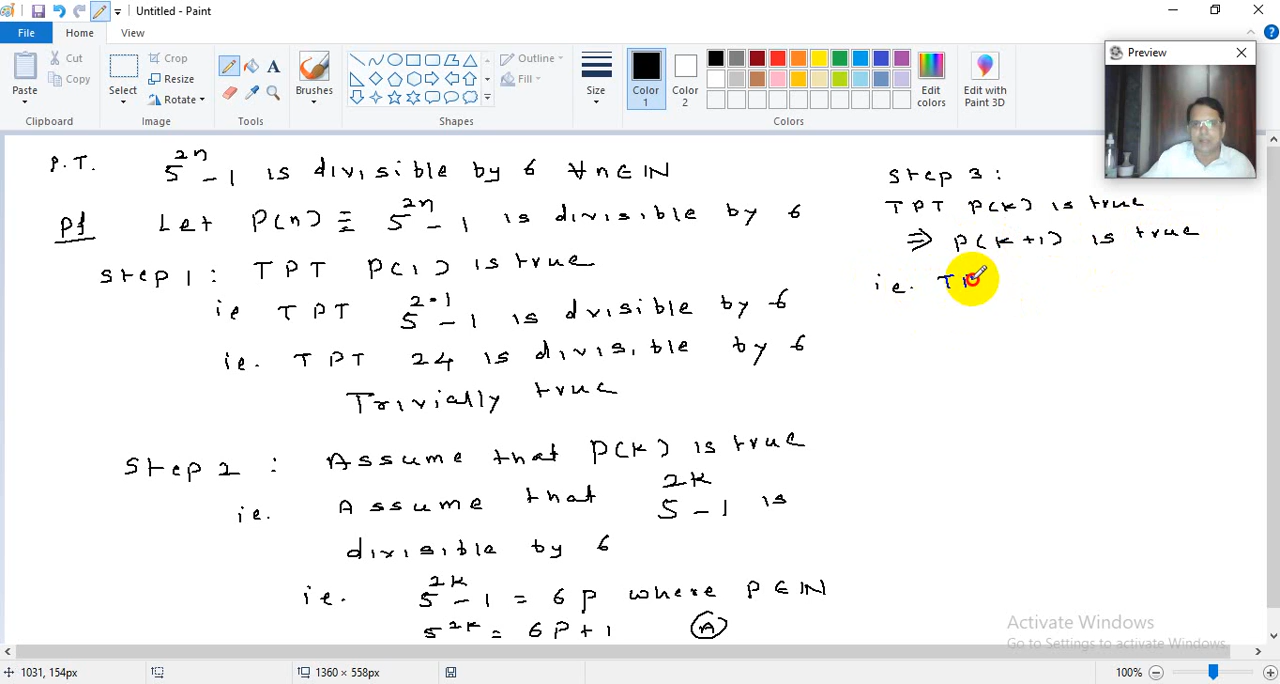 Untitled - Paint
File Home View
Paste Cut Copy
Clipboard
Select Crop Resize Rotate
Image
A
Tools
Brushes
Outline Fill
Shapes
Size
Color 1
Color 2
Edit colors
Edit with Paint 3D
Colors
Preview
P.T. 5^2n - 1 is divisible by 6 ∀n∈IN
Pf Let P(n) ≡ 5^2n - 1 is divisible by 6
Step 1 : TPT P(1) is true
ie TPT 5^2·1 - 1 is dvisible by 6
ie. TPT 24 is divisible by 6
Trivially true
Step 2 : Assume that P(k) is true
ie. Assume that 5^2k - 1 is
divisible by 6
ie. 5^2k - 1 = 6p where p∈IN
5^2k = 6p+1 (A)
Step 3 :
TPT P(k) is true
⇒ P(k+1) is true
ie. T
Activate Windows
Go to Settings to activate Windows.
1031, 154px
1360 × 558px
100%